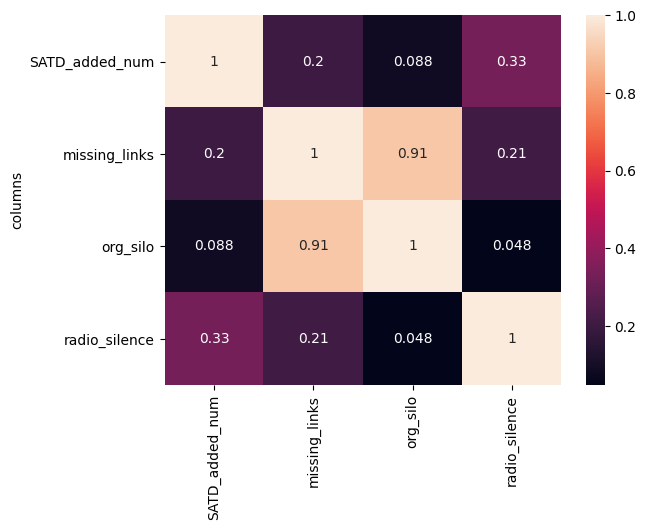 SATD_added_num 1 0.2 0.088 0.33
missing_links 0.2 1 0.91 0.21
org_silo 0.088 0.91 1 0.048
radio_silence 0.33 0.21 0.048 1
columns
SATD_added_num
missing_links
org_silo
radio_silence
1.0
0.8
0.6
0.4
0.2